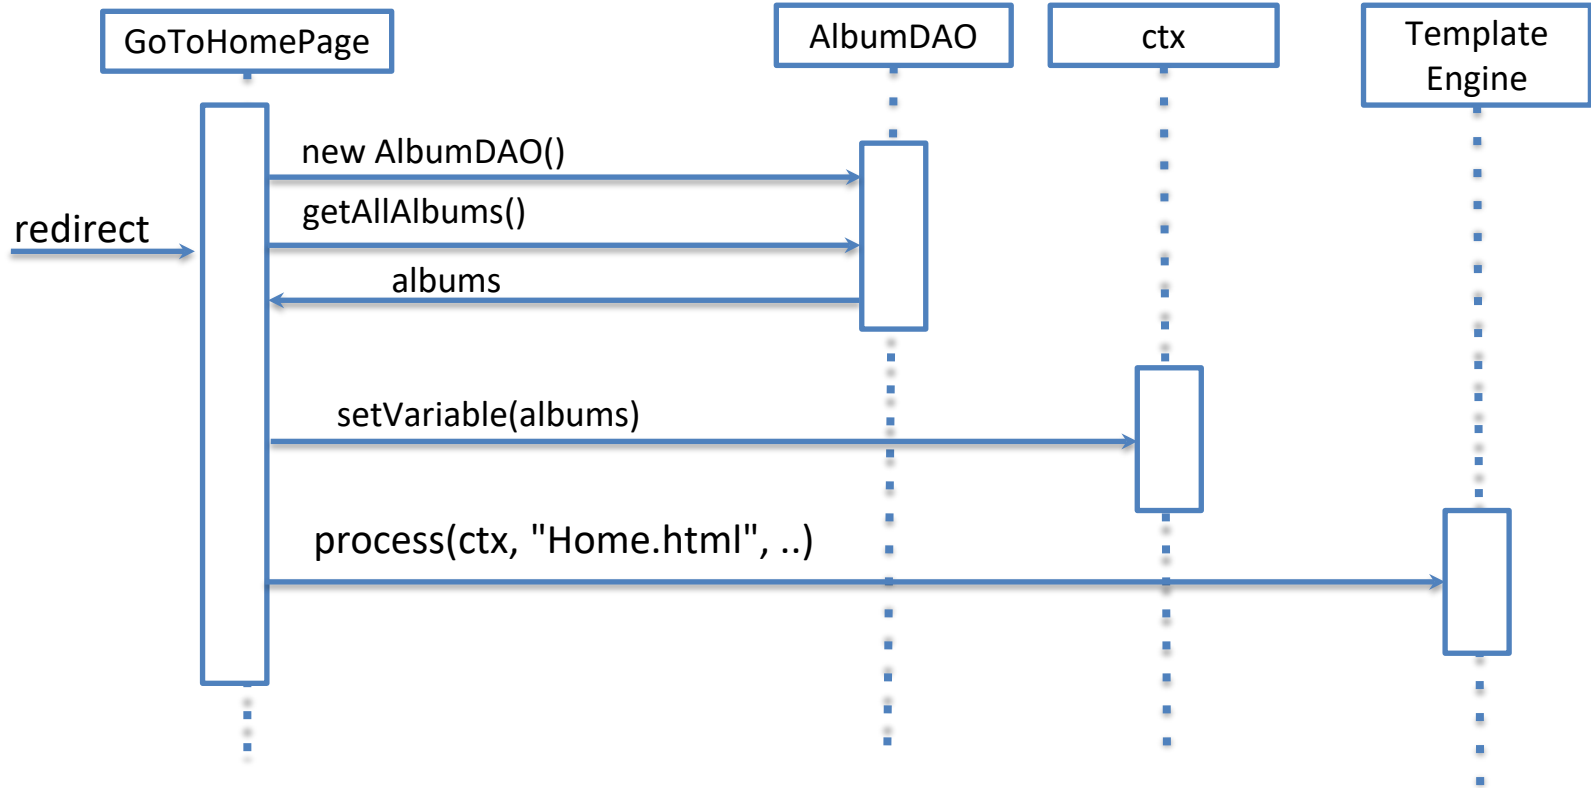 GoToHomePage
AlbumDAO
ctx
Template
Engine
new AlbumDAO()
getAllAlbums()
redirect
albums
setVariable(albums)
process(ctx, "Home.html", ..)